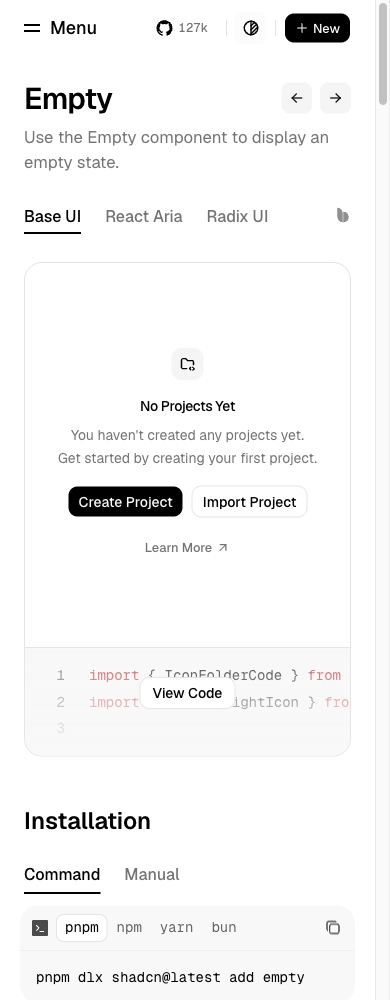 Menu 127k New
Empty
Use the Empty component to display an
empty state.
Base UI React Aria Radix UI
No Projects Yet
You haven't created any projects yet.
Get started by creating your first project.
Create Project Import Project
Learn More
1 import { IconFolderCode } from
2 import ightIcon } fro
View Code
3
Installation
Command Manual
pnpm npm yarn bun
pnpm dlx shadcn@latest add empty